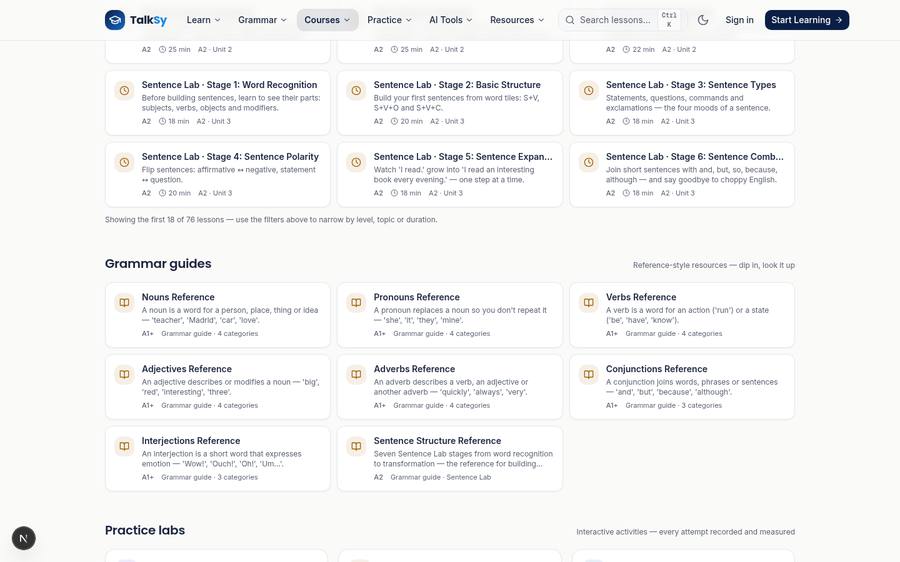 TalkSy Learn Grammar Courses Practice AI Tools Resources Search lessons... Ctrl K Sign in Start Learning →
A2 25 min A2 · Unit 2
A2 25 min A2 · Unit 2
A2 22 min A2 · Unit 2
Sentence Lab · Stage 1: Word Recognition
Before building sentences, learn to see their parts:
subjects, verbs, objects and modifiers.
A2 18 min A2 · Unit 3
Sentence Lab · Stage 2: Basic Structure
Build your first sentences from word tiles: S+V,
S+V+O and S+V+C.
A2 20 min A2 · Unit 3
Sentence Lab · Stage 3: Sentence Types
Statements, questions, commands and
exclamations — the four moods of a sentence.
A2 18 min A2 · Unit 3
Sentence Lab · Stage 4: Sentence Polarity
Flip sentences: affirmative ↔ negative, statement
↔ question.
A2 20 min A2 · Unit 3
Sentence Lab · Stage 5: Sentence Expan...
Watch 'I read.' grow into 'I read an interesting
book every evening.' — one step at a time.
A2 18 min A2 · Unit 3
Sentence Lab · Stage 6: Sentence Comb...
Join short sentences with and, but, so, because,
although — and say goodbye to choppy English.
A2 18 min A2 · Unit 3
Showing the first 18 of 76 lessons — use the filters above to narrow by level, topic or duration.
Grammar guides
Reference-style resources — dip in, look it up
Nouns Reference
A noun is a word for a person, place, thing or idea
— 'teacher', 'Madrid', 'car', 'love'.
A1+ Grammar guide · 4 categories
Pronouns Reference
A pronoun replaces a noun so you don't repeat it
— 'she', 'it', 'they', 'mine'.
A1+ Grammar guide · 4 categories
Verbs Reference
A verb is a word for an action ('run') or a state
('be', 'have', 'know').
A1+ Grammar guide · 4 categories
Adjectives Reference
An adjective describes or modifies a noun — 'big',
'red', 'interesting', 'three'.
A1+ Grammar guide · 4 categories
Adverbs Reference
An adverb describes a verb, an adjective or
another adverb — 'quickly', 'always', 'very'.
A1+ Grammar guide · 4 categories
Conjunctions Reference
A conjunction joins words, phrases or sentences
— 'and', 'but', 'because', 'although'.
A1+ Grammar guide · 3 categories
Interjections Reference
An interjection is a short word that expresses
emotion — 'Wow!', 'Ouch!', 'Oh!', 'Um...'.
A1+ Grammar guide · 3 categories
Sentence Structure Reference
Seven Sentence Lab stages from word recognition
to transformation — the reference for building...
A2 Grammar guide · Sentence Lab
N
Practice labs
Interactive activities — every attempt recorded and measured